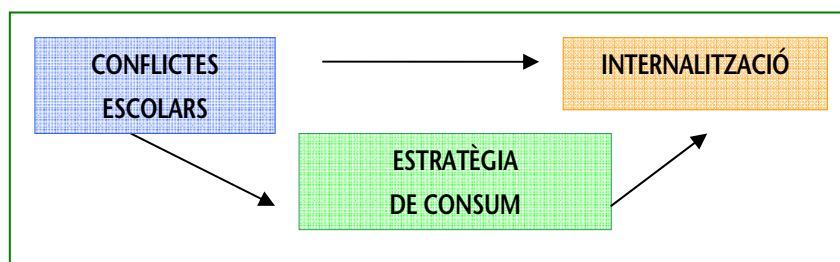 CONFLICTES
ESCOLARS
INTERNALITZACIÓ
ESTRATÈGIA
DE CONSUM